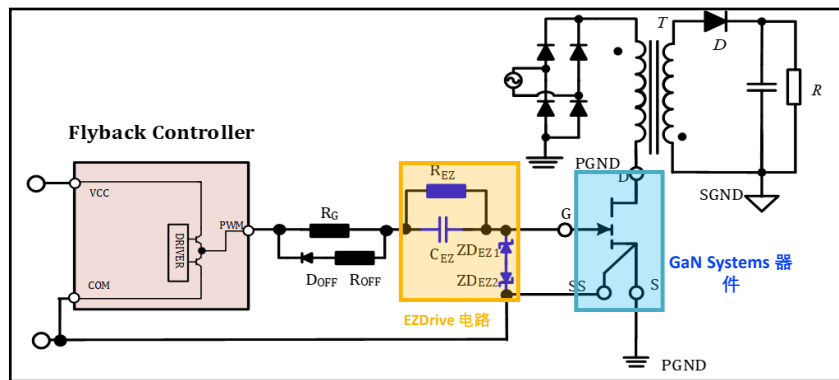 T
D
R
Flyback Controller
PGND
D
SGND
VCC
DRIVER
PWM
COM
R_G
D_OFF
R_OFF
R_EZ
C_EZ
ZD_EZ1
ZD_EZ2
G
SS
S
GaN Systems 器
件
EZDrive 电路
PGND